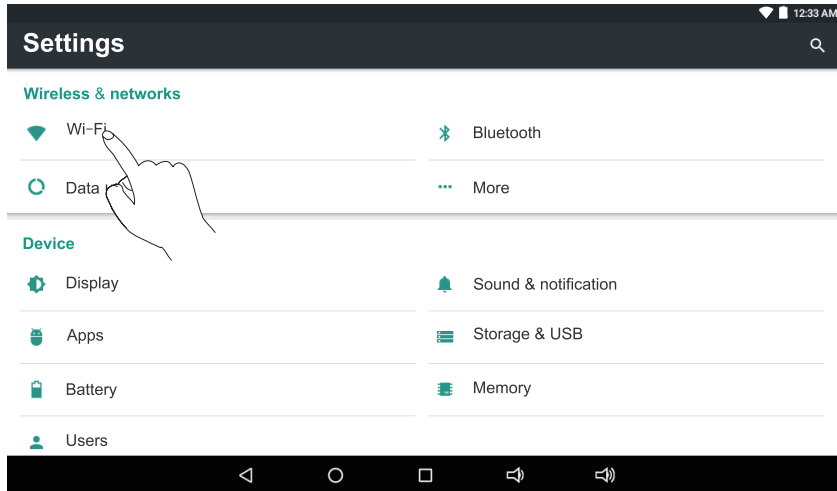 12:33 AM
Settings
Wireless & networks
Wi-Fi
Bluetooth
Data
More
Device
Display
Sound & notification
Apps
Storage & USB
Battery
Memory
Users